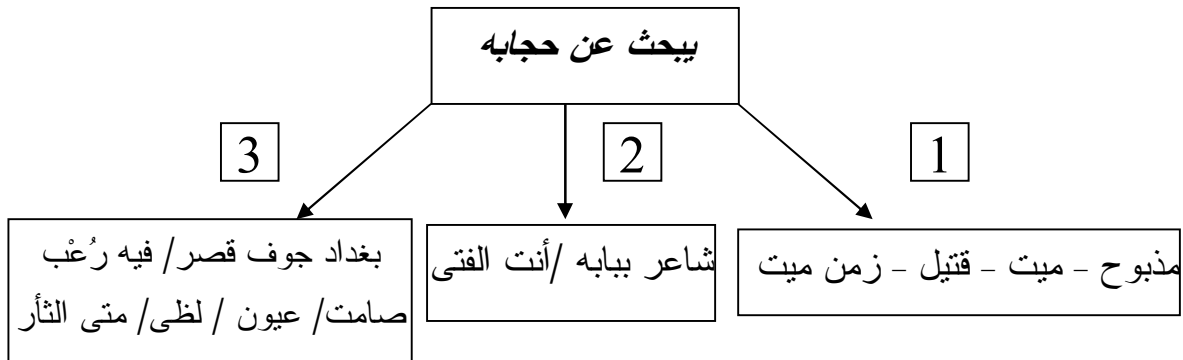 يبحث عن حجابه
1
2
3
مذبوح - ميت - قتيل - زمن ميت
شاعر ببابه /أنت الفتى
بغداد جوف قصر/ فيه رُعْب
صامت/ عيون / لظى/ متى الثأر